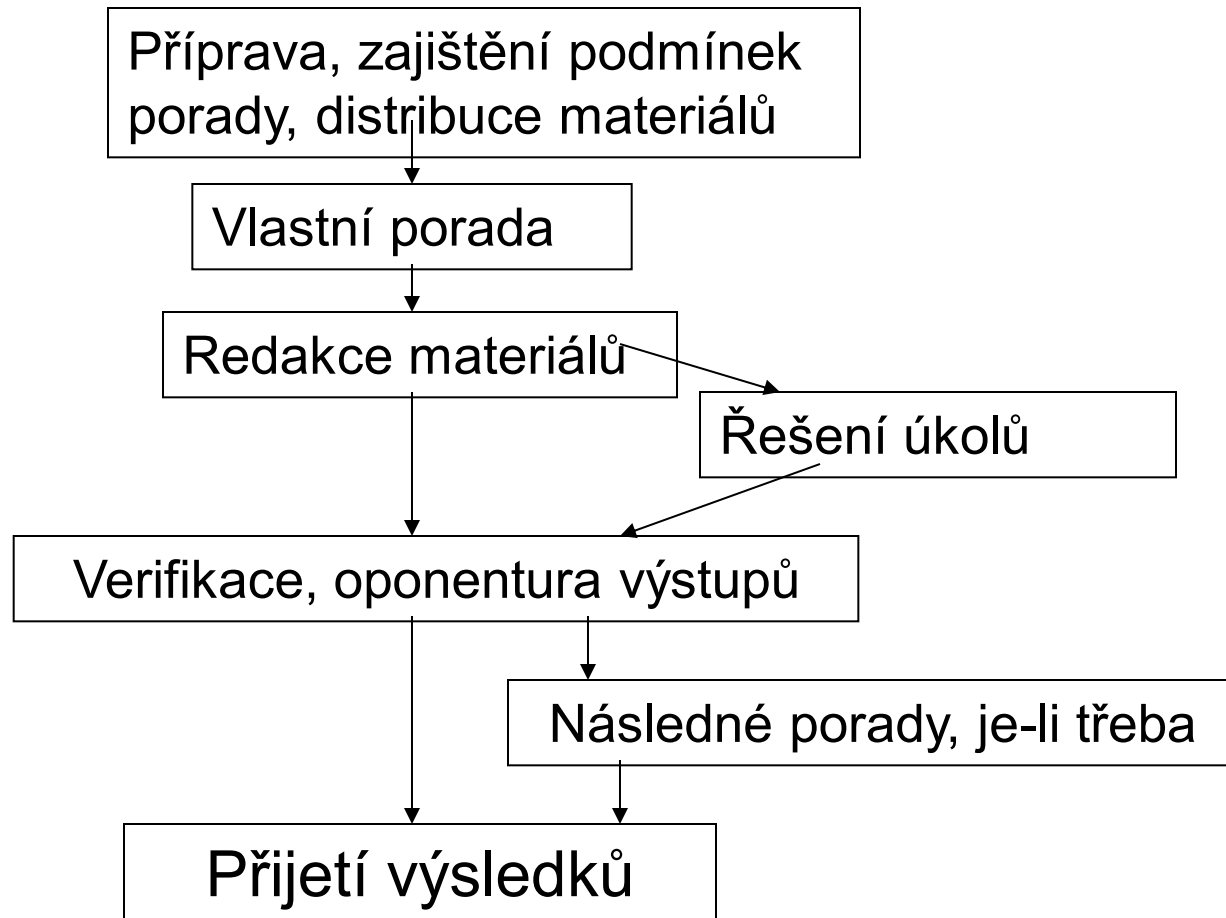 Příprava, zajištění podmínek
porady, distribuce materiálů
Vlastní porada
Redakce materiálů
Řešení úkolů
Verifikace, oponentura výstupů
Následné porady, je-li třeba
Přijetí výsledků